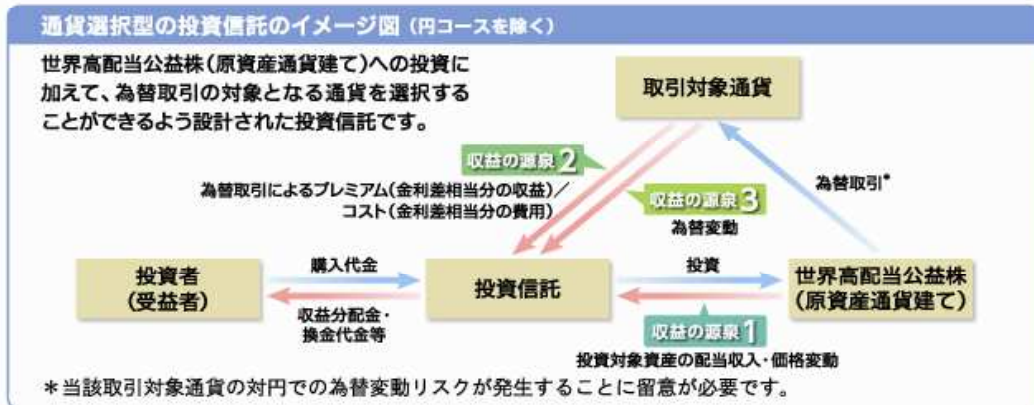 通貨選択型の投資信託のイメージ図（円コースを除く）
世界高配当公益株（原資産通貨建て）への投資に
加えて、為替取引の対象となる通貨を選択する
ことができるよう設計された投資信託です。
取引対象通貨
収益の源泉2
為替取引によるプレミアム（金利差相当分の収益）／
コスト（金利差相当分の費用）
収益の源泉3
為替変動
為替取引*
投資者
（受益者）
購入代金
収益分配金・
換金代金等
投資信託
投資
収益の源泉1
投資対象資産の配当収入・価格変動
世界高配当公益株
（原資産通貨建て）
＊当該取引対象通貨の対円での為替変動リスクが発生することに留意が必要です。